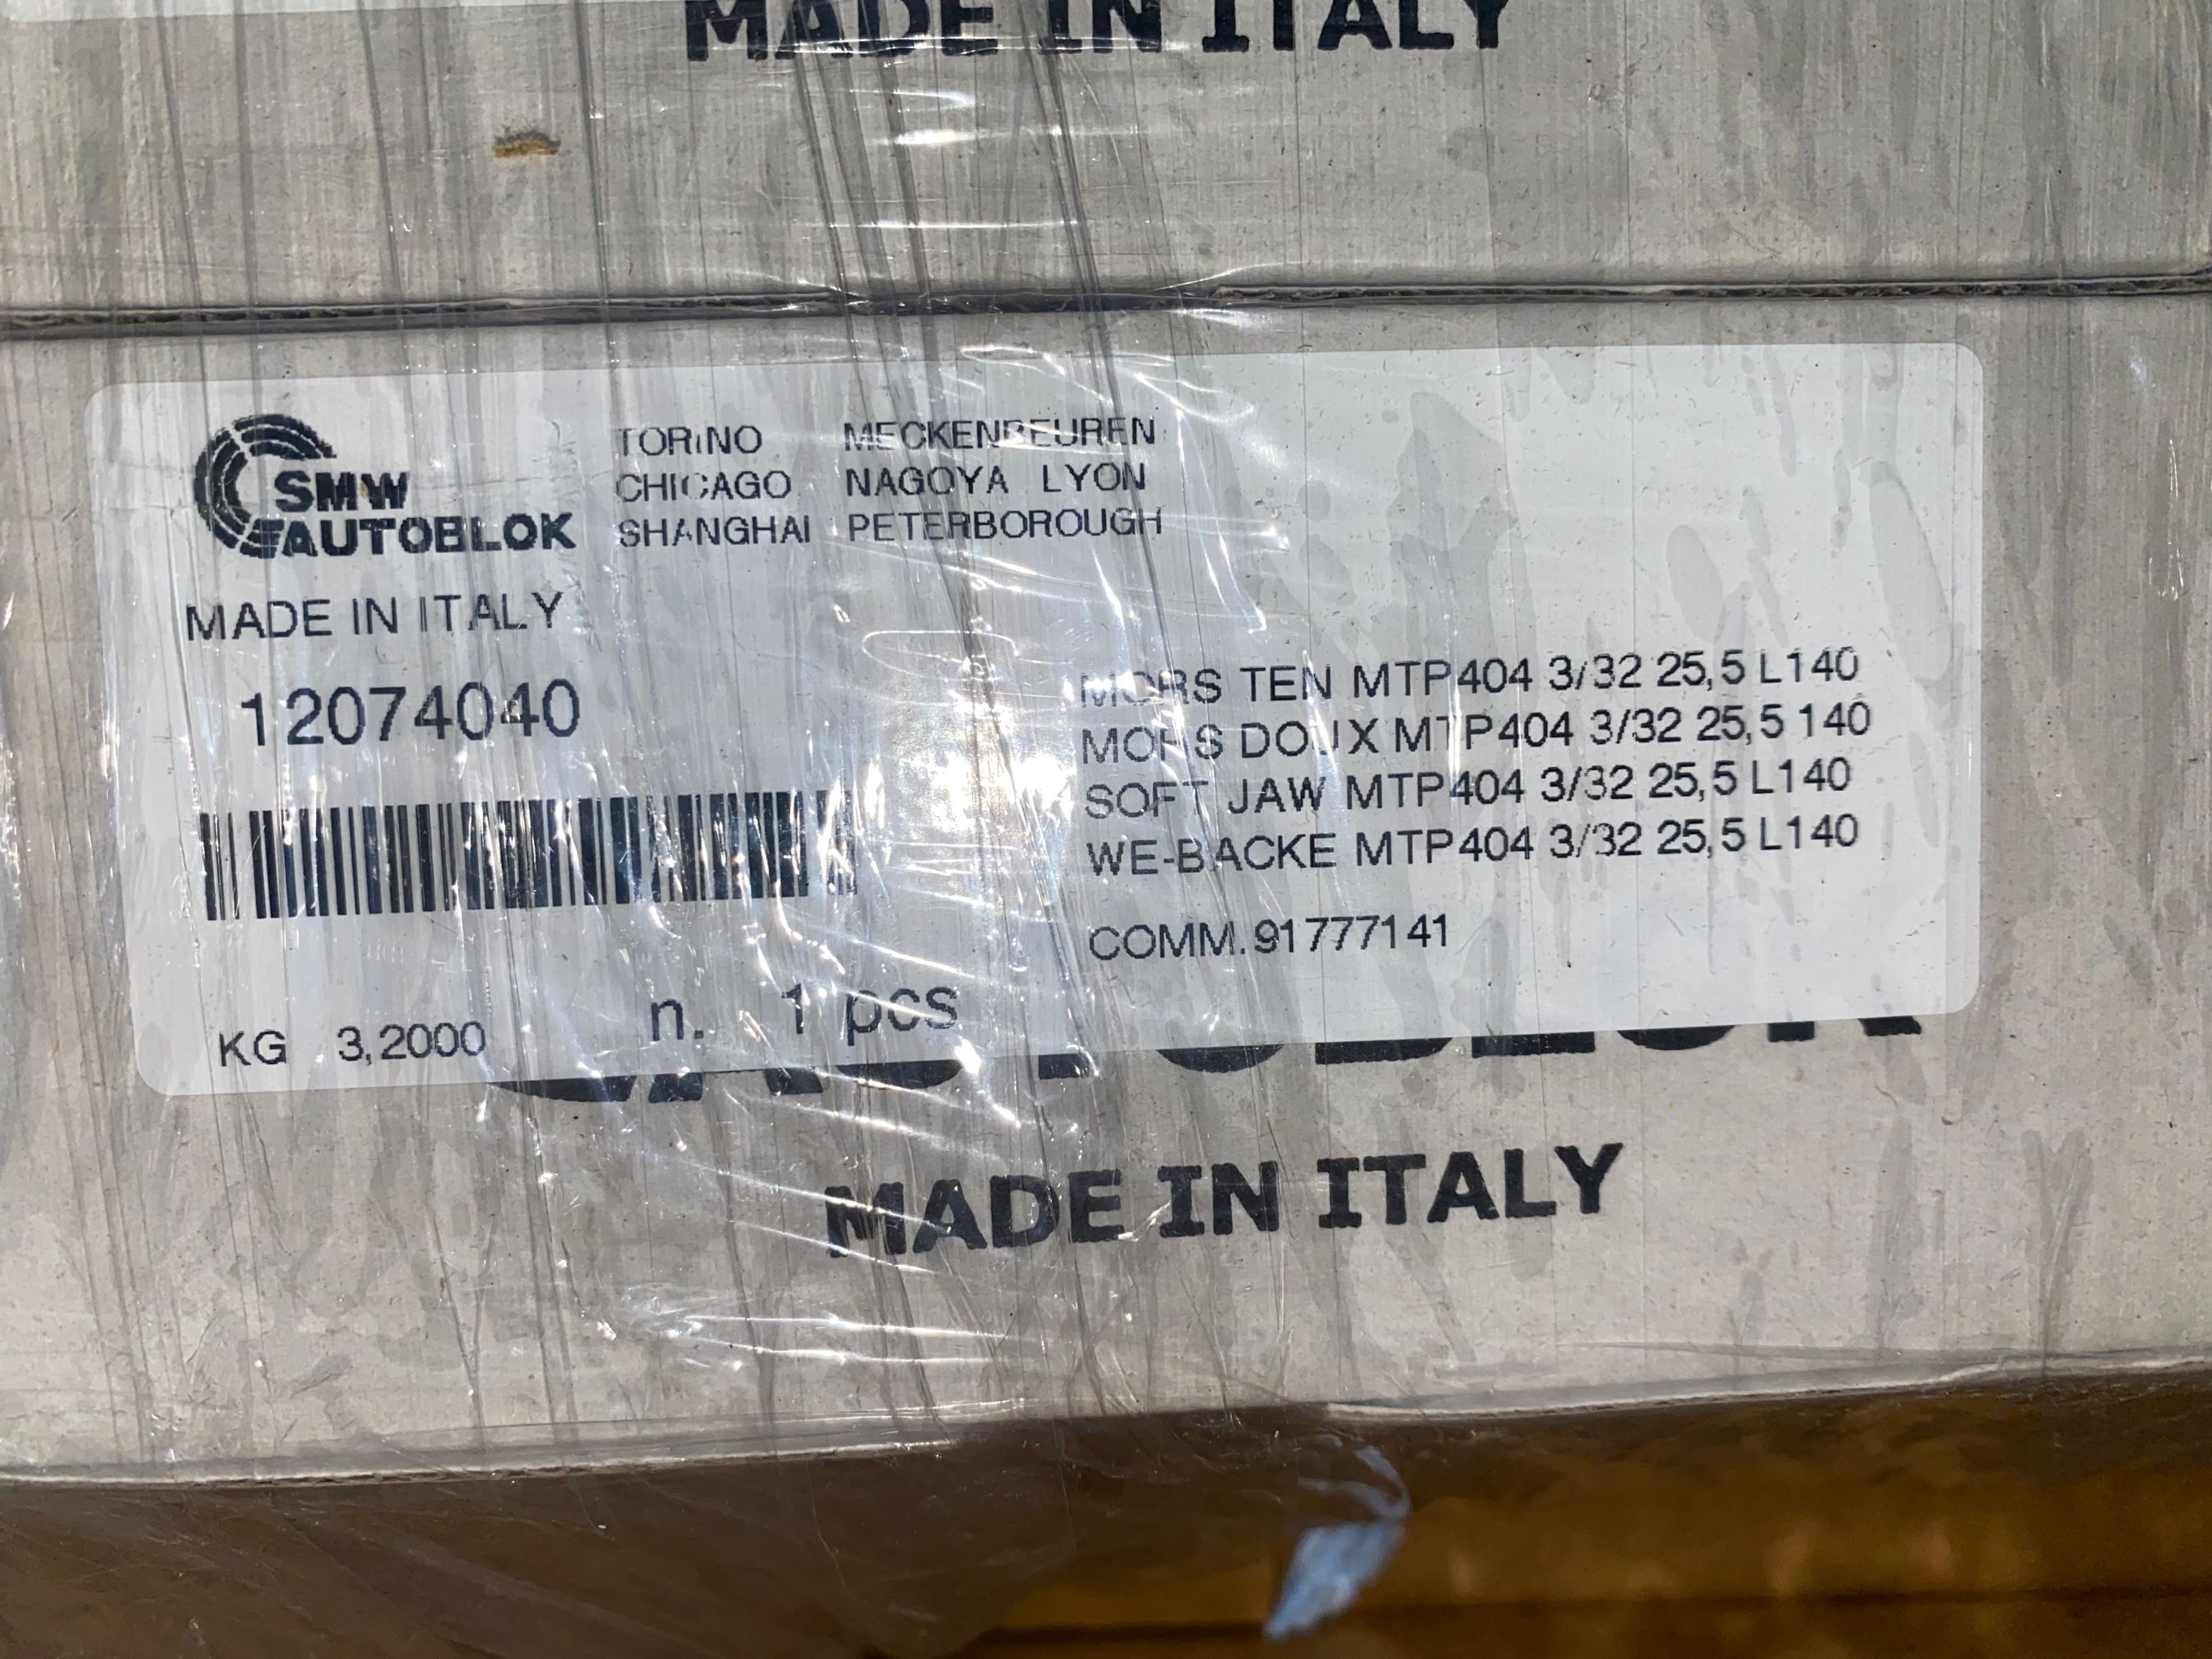 MADE IN ITALY
SMW
AUTOBLOK
TORINO MECKENBEUREN
CHICAGO NAGOYA LYON
SHANGHAI PETERBOROUGH
MADE IN ITALY
12074040
MORS TEN MTP404 3/32 25,5 L140
MORS DOUX MTP404 3/32 25,5 140
SOFT JAW MTP404 3/32 25,5 L140
WE-BACKE MTP404 3/32 25,5 L140
COMM.91777141
KG 3,2000 n. 1 pcs
MADE IN ITALY